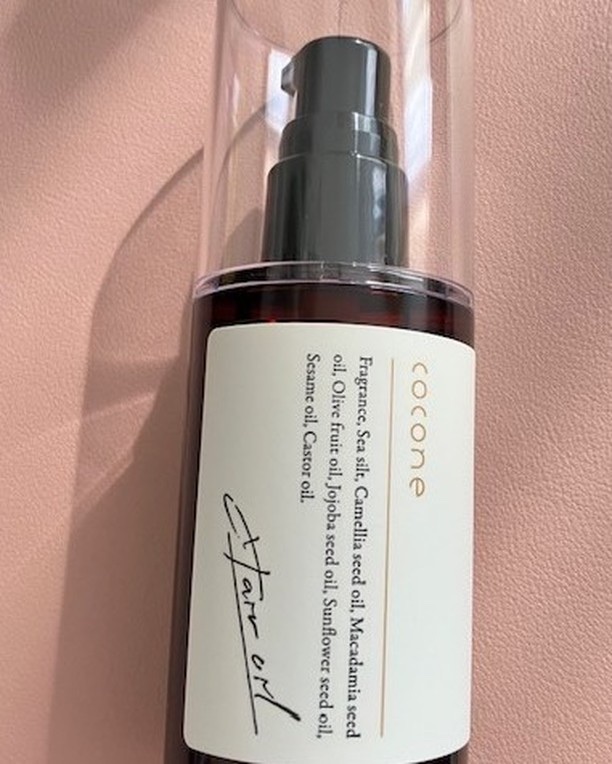 cocone
Fragrance, Sea silt, Camellia seed oil, Macadamia seed
oil, Olive fruit oil, Jojoba seed oil, Sunflower seed oil,
Sesame oil, Castor oil.
Hair oil